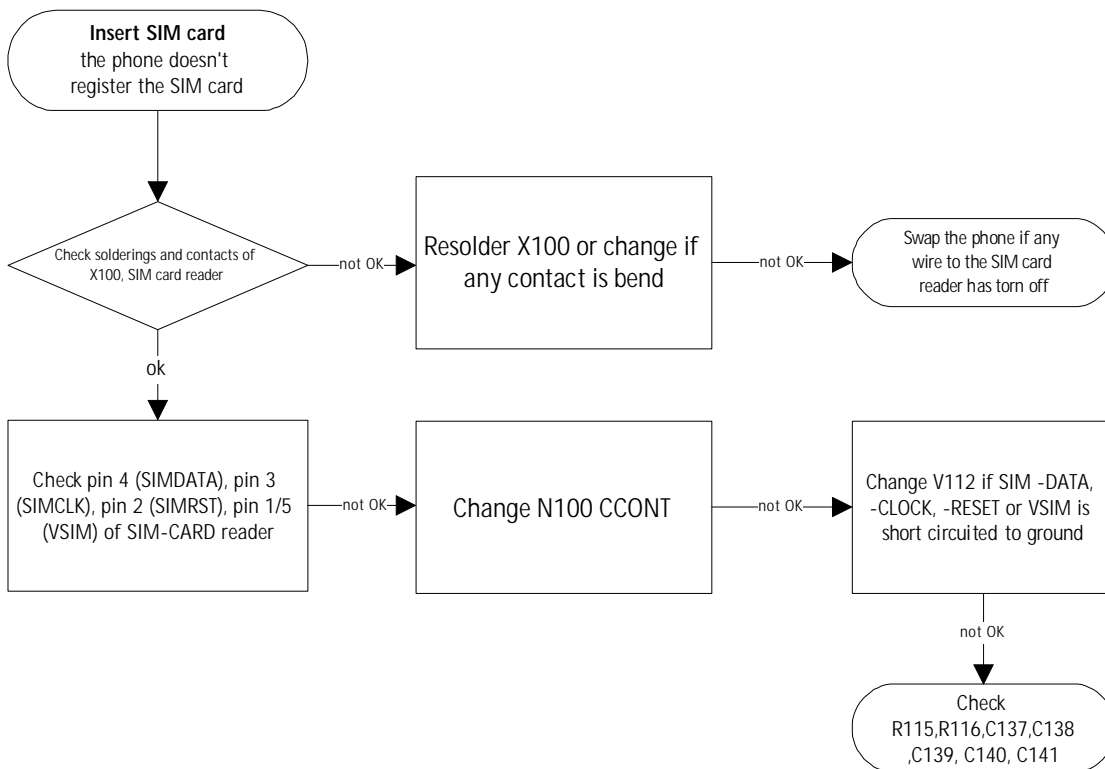 Insert SIM card
the phone doesn't
register the SIM card
Check solderings and contacts of
X100, SIM card reader
not OK
Resolder X100 or change if
any contact is bend
not OK
Swap the phone if any
wire to the SIM card
reader has torn off
ok
Check pin 4 (SIMDATA), pin 3
(SIMCLK), pin 2 (SIMRST), pin 1/5
(VSIM) of SIM-CARD reader
not OK
Change N100 CCONT
not OK
Change V112 if SIM -DATA,
-CLOCK, -RESET or VSIM is
short circuited to ground
not OK
Check
R115,R116,C137,C138
,C139, C140, C141